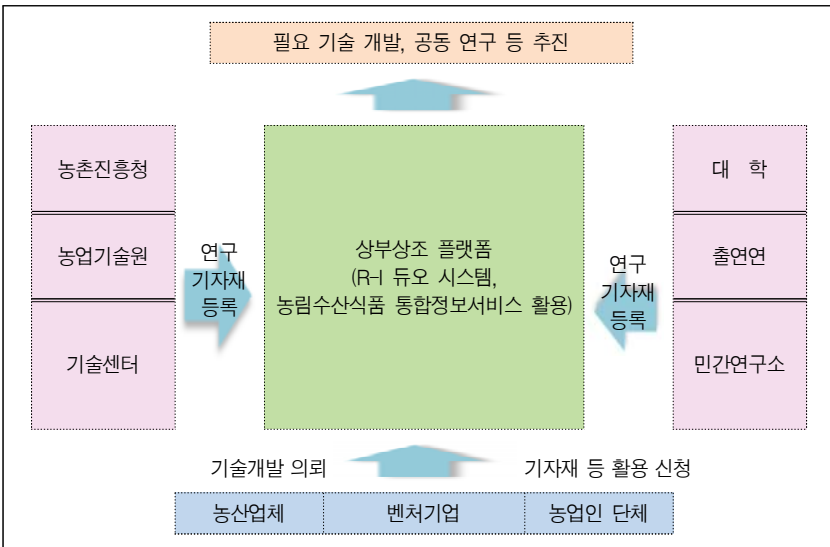 필요 기술 개발, 공동 연구 등 추진
농촌진흥청
농업기술원
기술센터
연구
기자재
등록
상부상조 플랫폼
(R-I 듀오 시스템,
농림수산식품 통합정보서비스 활용)
연구
기자재
등록
대 학
출연연
민간연구소
기술개발 의뢰
기자재 등 활용 신청
농산업체
벤처기업
농업인 단체